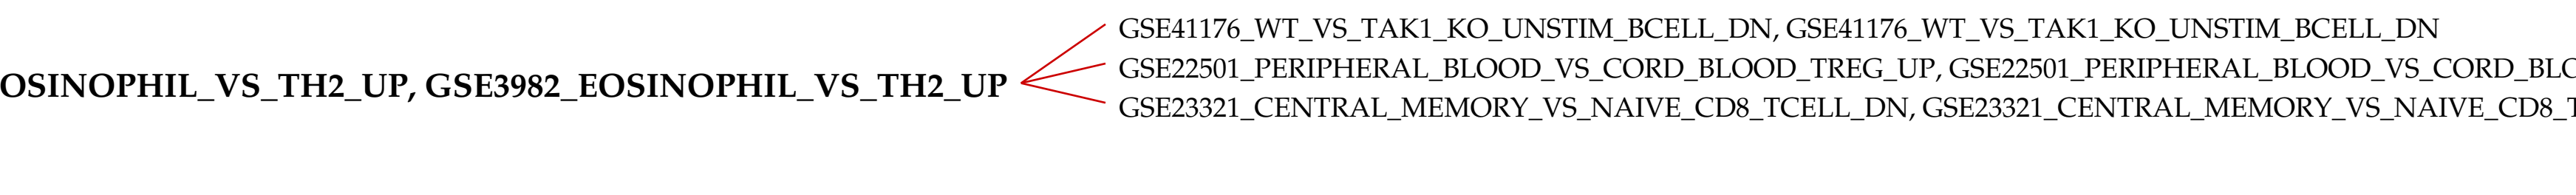 OSINOPHIL_VS_TH2_UP, GSE3982_EOSINOPHIL_VS_TH2_UP
GSE41176_WT_VS_TAK1_KO_UNSTIM_BCELL_DN, GSE41176_WT_VS_TAK1_KO_UNSTIM_BCELL_DN
GSE22501_PERIPHERAL_BLOOD_VS_CORD_BLOOD_TREG_UP, GSE22501_PERIPHERAL_BLOOD_VS_CORD_BLO
GSE23321_CENTRAL_MEMORY_VS_NAIVE_CD8_TCELL_DN, GSE23321_CENTRAL_MEMORY_VS_NAIVE_CD8_T